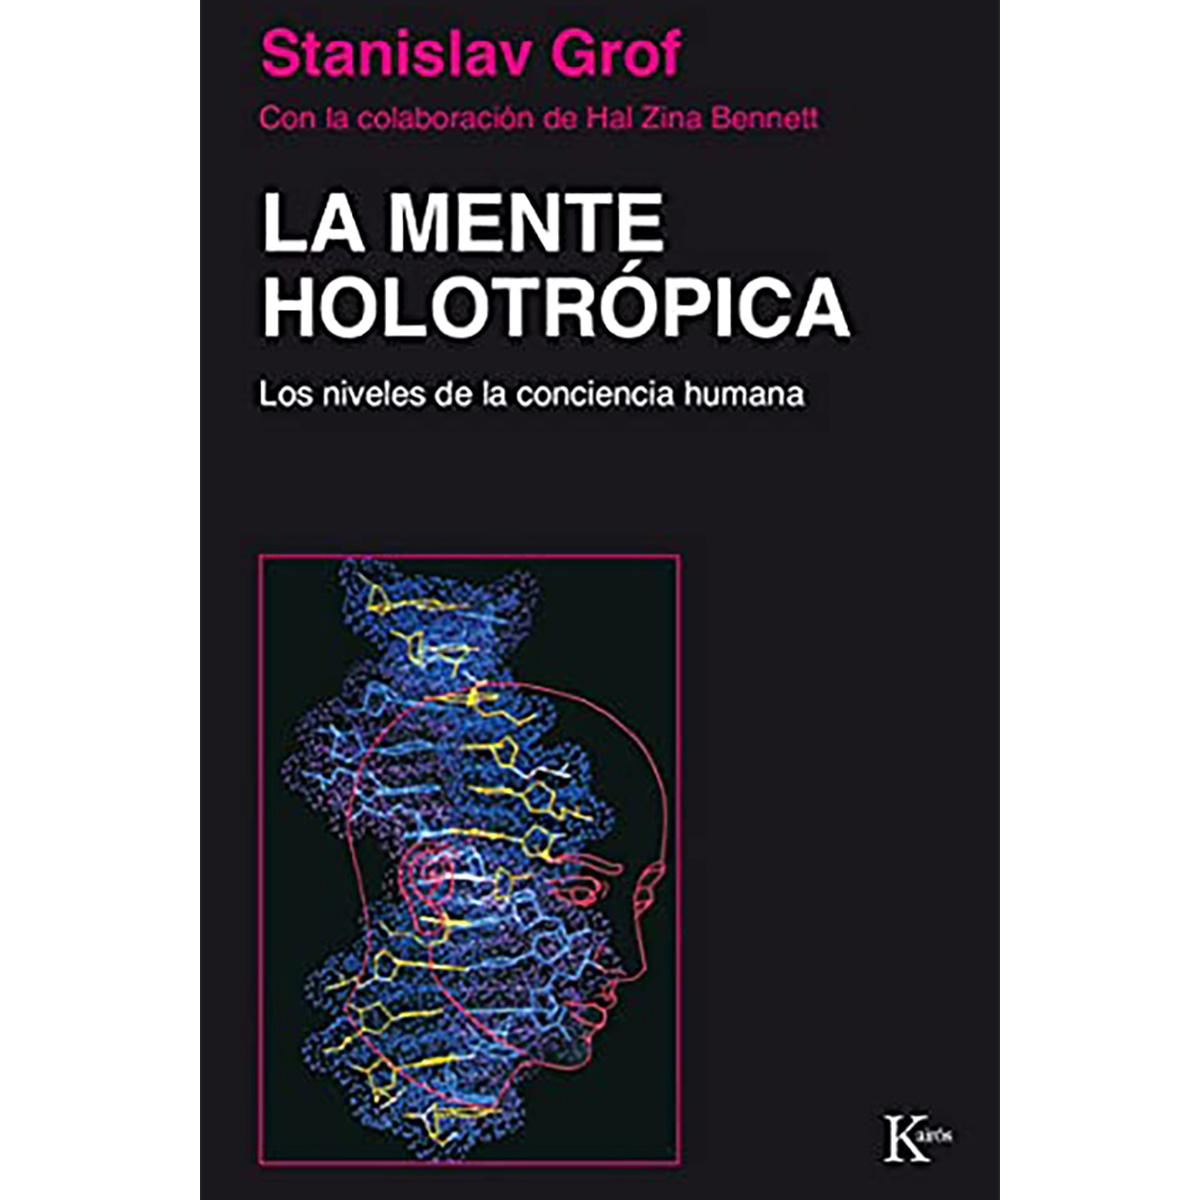 Stanislav Grof
Con la colaboración de Hal Zina Bennett
LA MENTE
HOLOTRÓPICA
Los niveles de la conciencia humana
Kairós